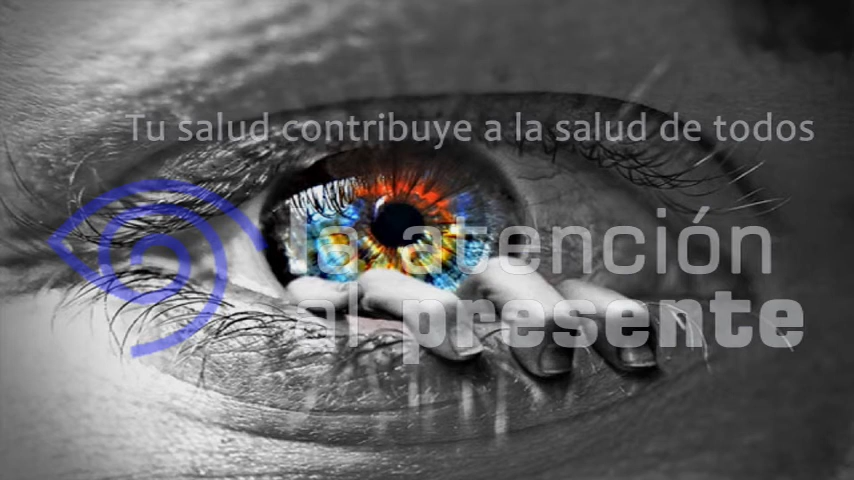 Tu salud contribuye a la salud de todos
la atención
al presente